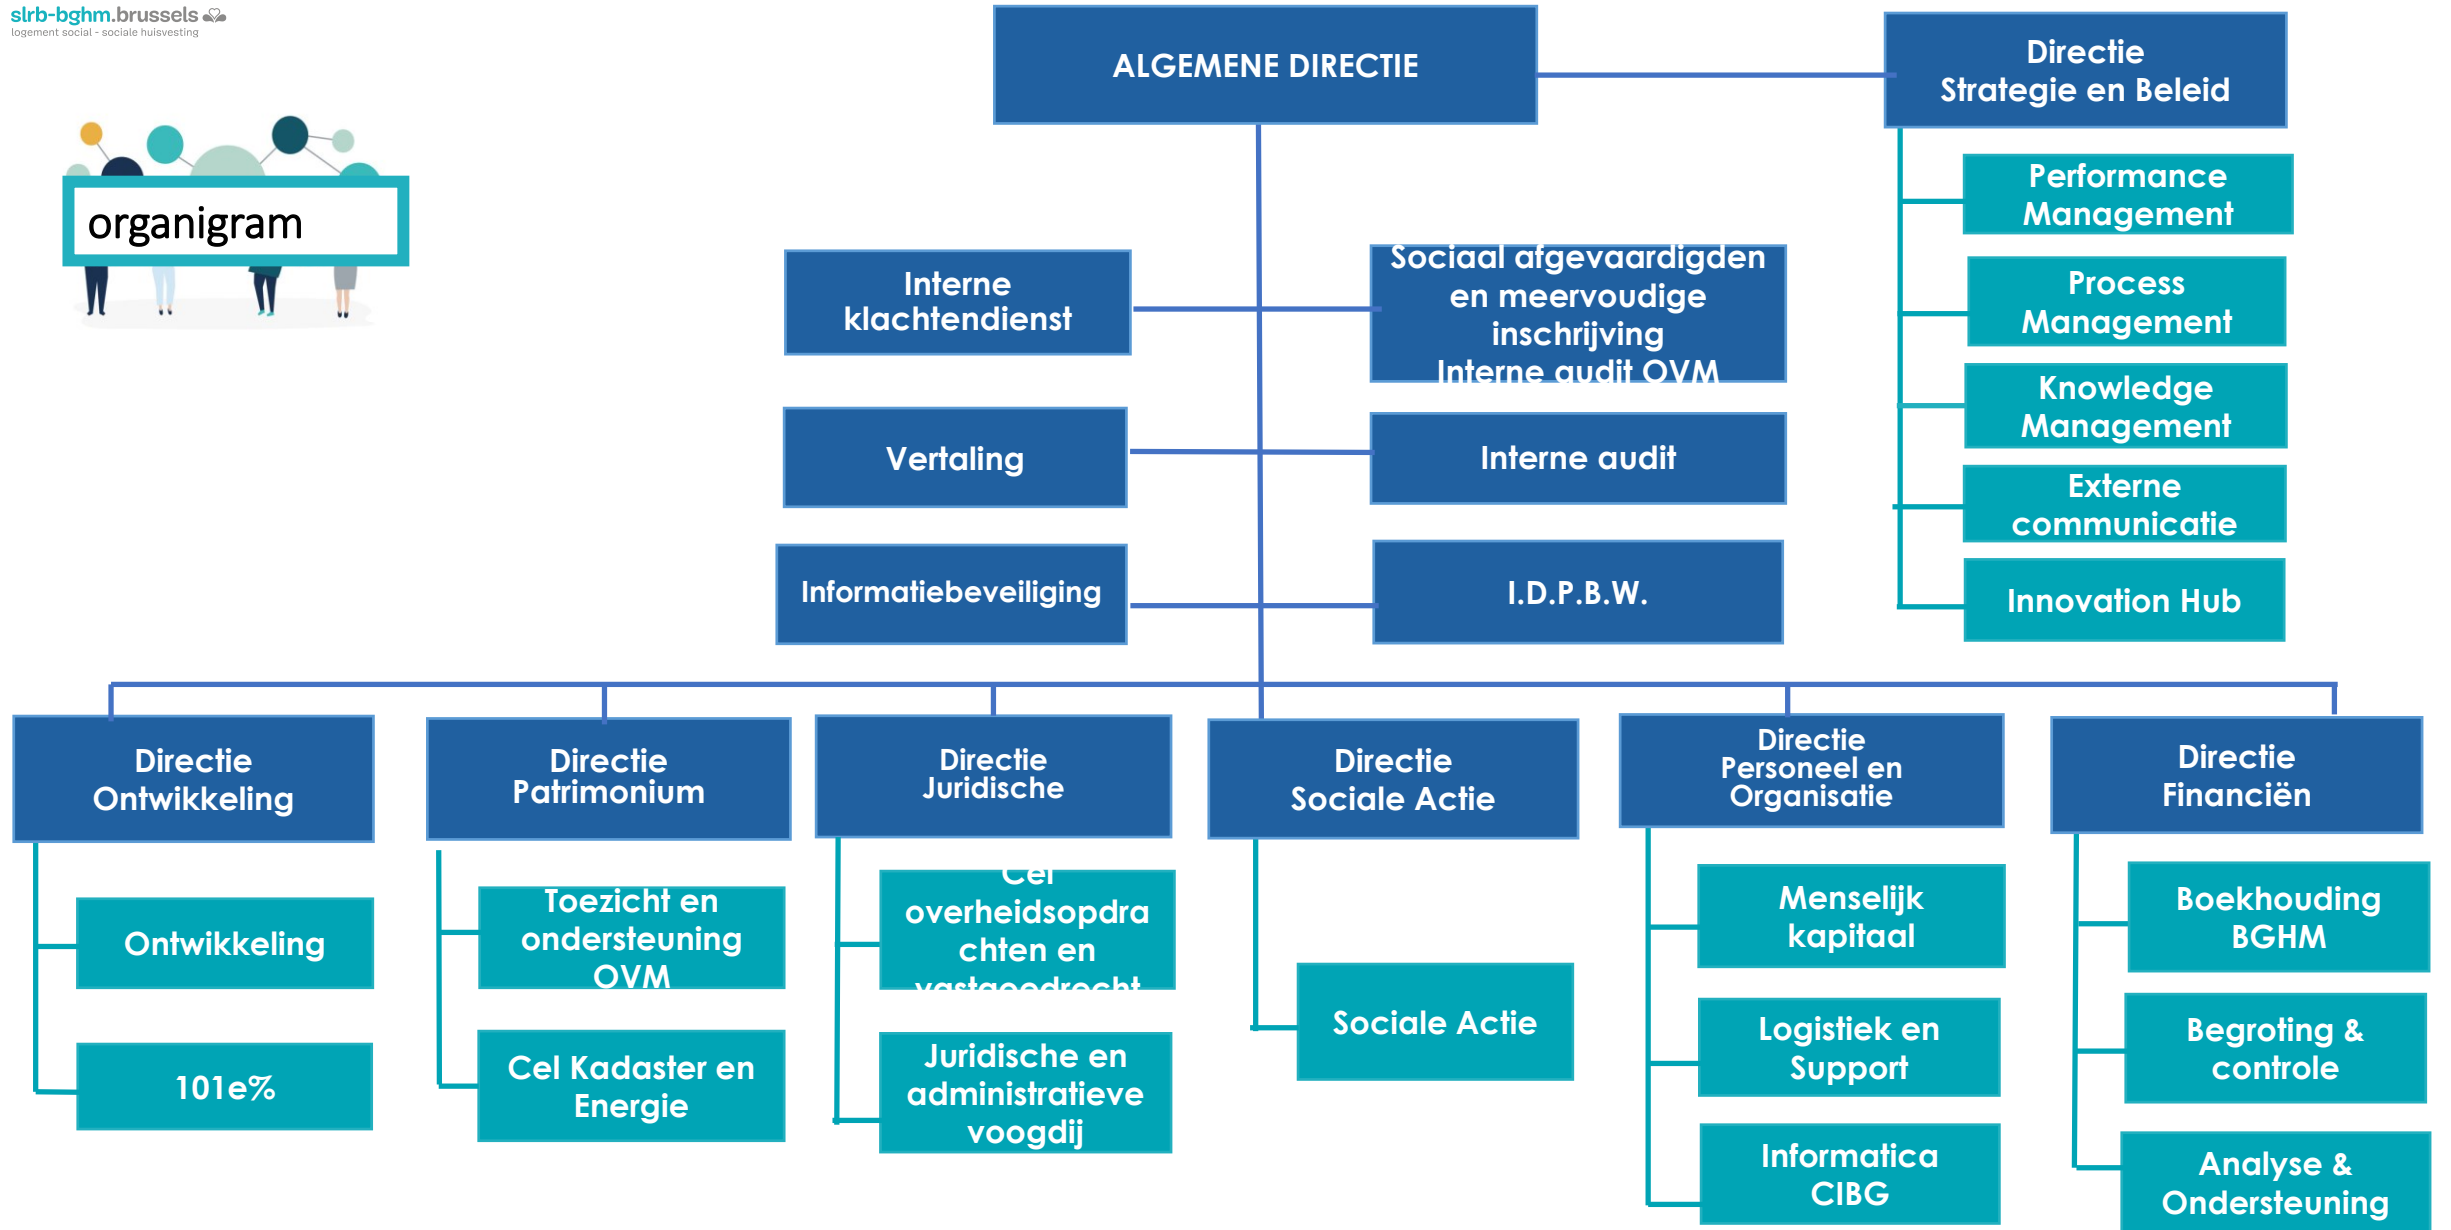 slrb-bghm.brussels
logement social - sociale huisvesting
organigram
ALGEMENE DIRECTIE
Directie
Strategie en Beleid
Performance
Management
Process
Management
Knowledge
Management
Externe
communicatie
Innovation Hub
Interne
klachtendienst
Sociaal afgevaardigden
en meervoudige
inschrijving
Interne audit OVM
Vertaling
Interne audit
Informatiebeveiliging
I.D.P.B.W.
Directie
Ontwikkeling
Ontwikkeling
101e%
Directie
Patrimonium
Toezicht en
ondersteuning
OVM
Cel Kadaster en
Energie
Directie
Juridische
Cel
overheidsopdra
chten en
vastgoedrecht
Juridische en
administratieve
voogdij
Directie
Sociale Actie
Sociale Actie
Directie
Personeel en
Organisatie
Menselijk
kapitaal
Logistiek en
Support
Informatica
CIBG
Directie
Financiën
Boekhouding
BGHM
Begroting &
controle
Analyse &
Ondersteuning